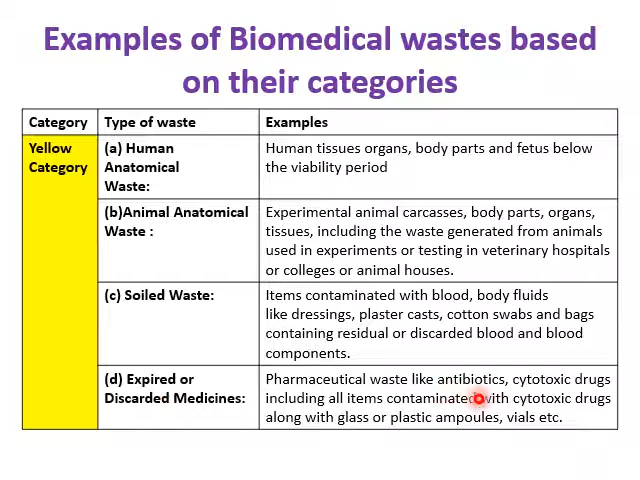 Examples of Biomedical wastes based
on their categories
Category Type of waste Examples
Yellow
Category
(a) Human
Anatomical
Waste:
Human tissues organs, body parts and fetus below
the viability period
(b)Animal Anatomical
Waste :
Experimental animal carcasses, body parts, organs,
tissues, including the waste generated from animals
used in experiments or testing in veterinary hospitals
or colleges or animal houses.
(c) Soiled Waste:
Items contaminated with blood, body fluids
like dressings, plaster casts, cotton swabs and bags
containing residual or discarded blood and blood
components.
(d) Expired or
Discarded Medicines:
Pharmaceutical waste like antibiotics, cytotoxic drugs
including all items contaminated with cytotoxic drugs
along with glass or plastic ampoules, vials etc.